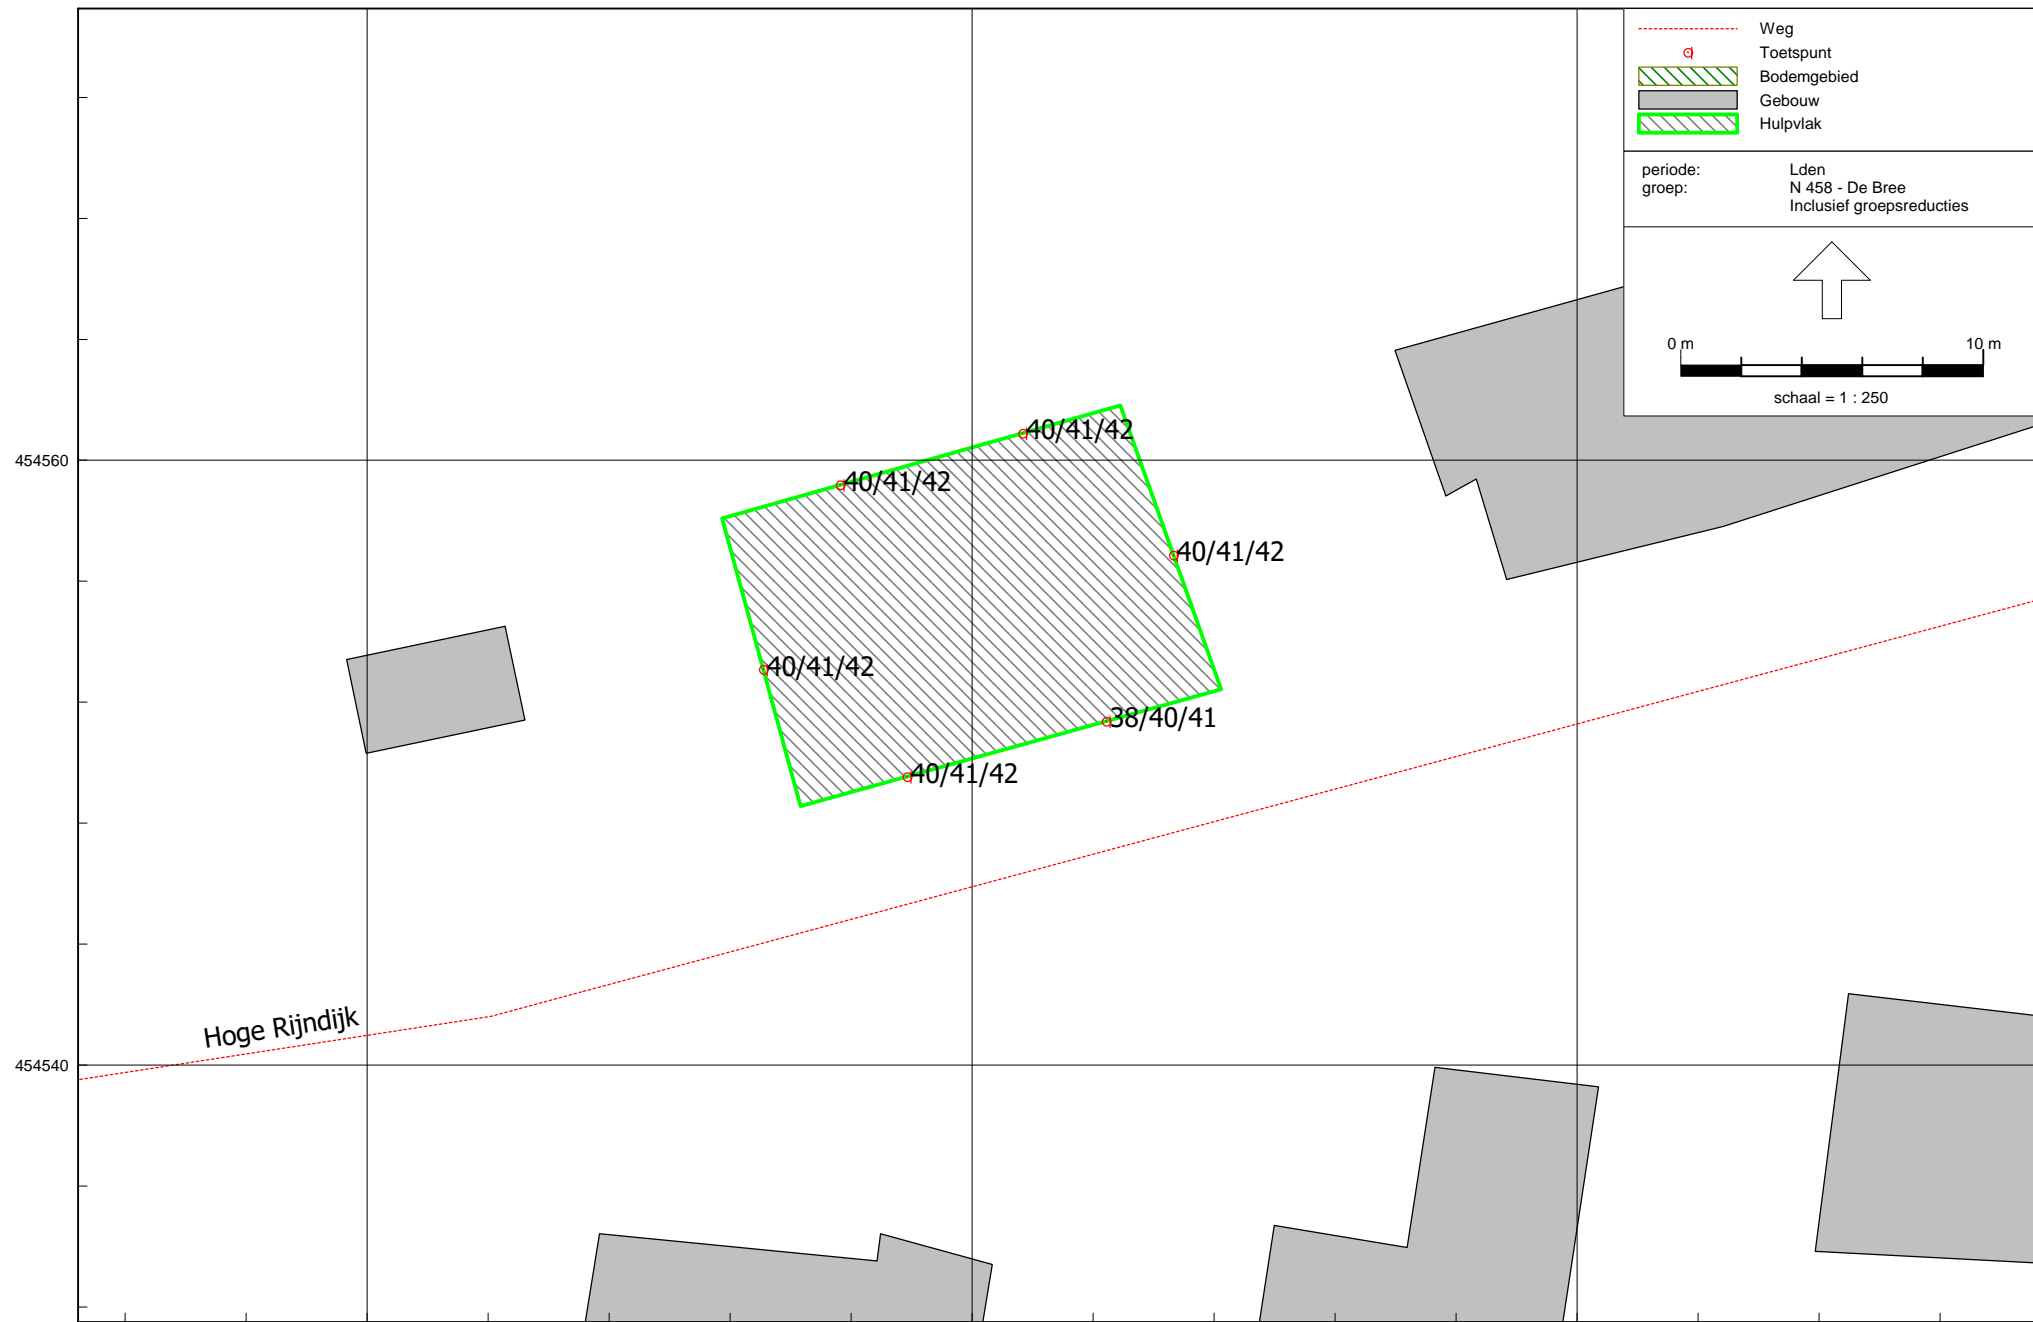 Weg
Toetspunt
Bodemgebied
Gebouw
Hulpvlak
periode: Lden
groep: N 458 - De Bree
Inclusief groepsreducties
0 m 10 m
schaal = 1 : 250
40/41/42
454560
40/41/42
40/41/42
40/41/42
38/40/41
40/41/42
Hoge Rijndijk
454540